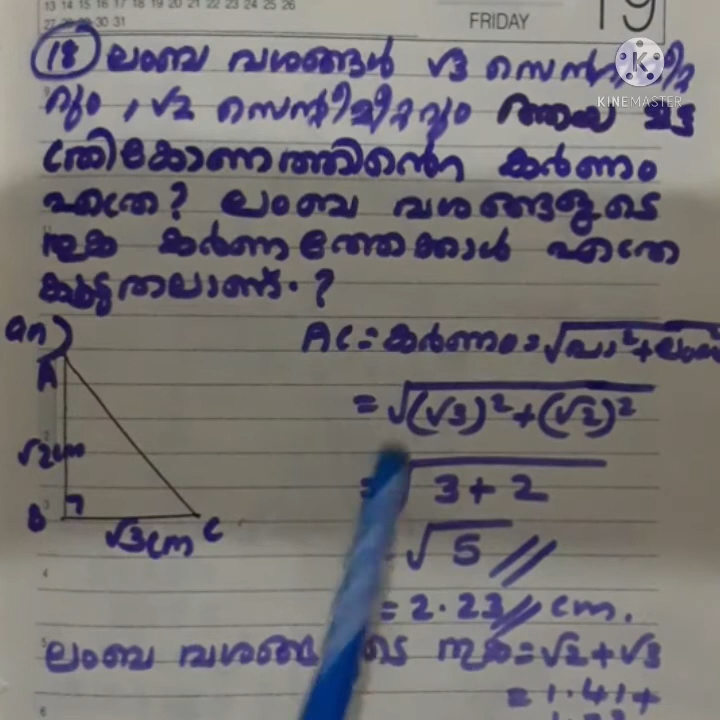 13 14 15 16 17 18 19 20 21 22 23 24 25 26
27 30 31
FRIDAY 19
18 ലംബ വശങ്ങൾ √3 സെൻറീമീറ്റ
KINEMASTER
റും , √2 സെന്റിമീറ്ററും ആയ മട്ട
ത്രികോണത്തിന്റെ കർണം
എത്ര? ലംബ വശങ്ങളുടെ
തുക കർണത്തേക്കാൾ എത്ര
കൂടുതലാണ്.?
an)
AC = കർണം = √പാ²+ലംബ
A
= √(√3)²+(√2)²
√2cm
= √3+2
B √3cm C
√5 //
= 2.23// cm.
ലംബ വശങ്ങ ടെ തുക = √2+√3
= 1.41+